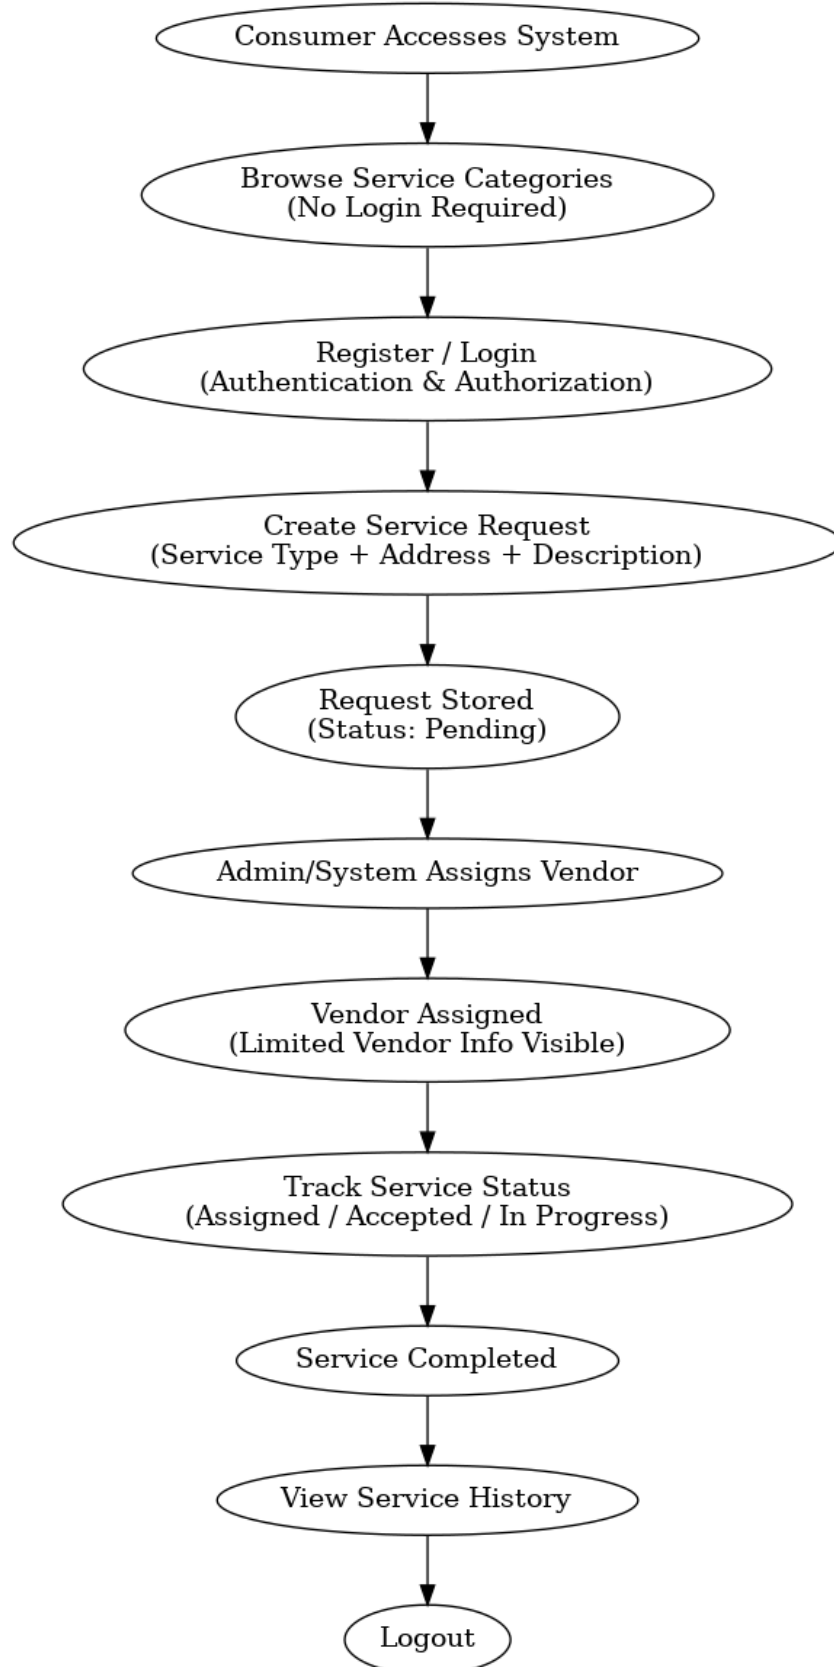 Consumer Accesses System
Browse Service Categories
(No Login Required)
Register / Login
(Authentication & Authorization)
Create Service Request
(Service Type + Address + Description)
Request Stored
(Status: Pending)
Admin/System Assigns Vendor
Vendor Assigned
(Limited Vendor Info Visible)
Track Service Status
(Assigned / Accepted / In Progress)
Service Completed
View Service History
Logout